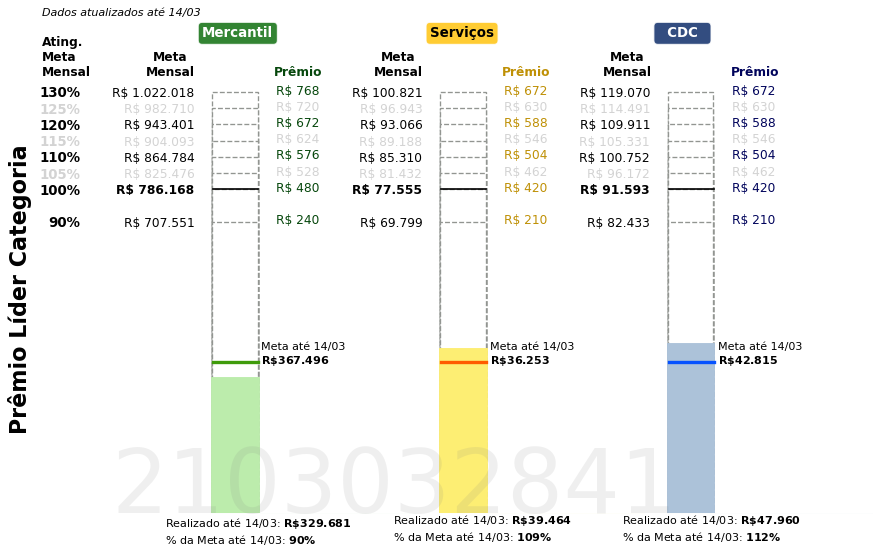 Dados atualizados até 14/03
Mercantil Serviços CDC
Ating.
Meta Meta Meta Meta
Mensal Mensal Prêmio Mensal Prêmio Mensal Prêmio
130% R$ 1.022.018 R$ 768 R$ 100.821 R$ 672 R$ 119.070 R$ 672
125% R$ 982.710 R$ 720 R$ 96.943 R$ 630 R$ 114.491 R$ 630
120% R$ 943.401 R$ 672 R$ 93.066 R$ 588 R$ 109.911 R$ 588
115% R$ 904.093 R$ 624 R$ 89.188 R$ 546 R$ 105.331 R$ 546
110% R$ 864.784 R$ 576 R$ 85.310 R$ 504 R$ 100.752 R$ 504
105% R$ 825.476 R$ 528 R$ 81.432 R$ 462 R$ 96.172 R$ 462
100% R$ 786.168 R$ 480 R$ 77.555 R$ 420 R$ 91.593 R$ 420
90% R$ 707.551 R$ 240 R$ 69.799 R$ 210 R$ 82.433 R$ 210
Prêmio Líder Categoria
Meta até 14/03 Meta até 14/03 Meta até 14/03
R$367.496 R$36.253 R$42.815
2103032841
Realizado até 14/03: R$329.681 Realizado até 14/03: R$39.464 Realizado até 14/03: R$47.960
% da Meta até 14/03: 90% % da Meta até 14/03: 109% % da Meta até 14/03: 112%